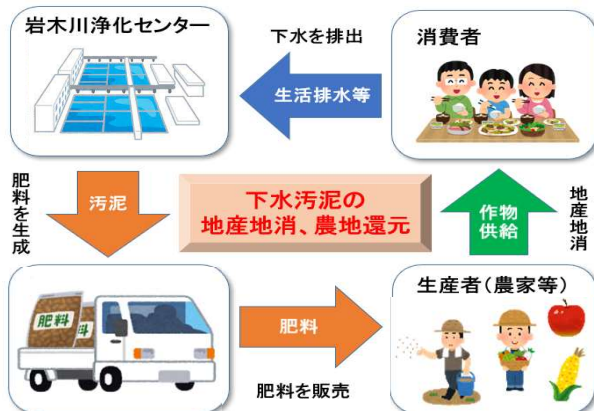 岩木川浄化センター
下水を排出
生活排水等
消費者
肥料を生成
汚泥
下水汚泥の
地産地消、農地還元
作物
供給
地産地消
肥料
肥料
肥料を販売
生産者（農家等）